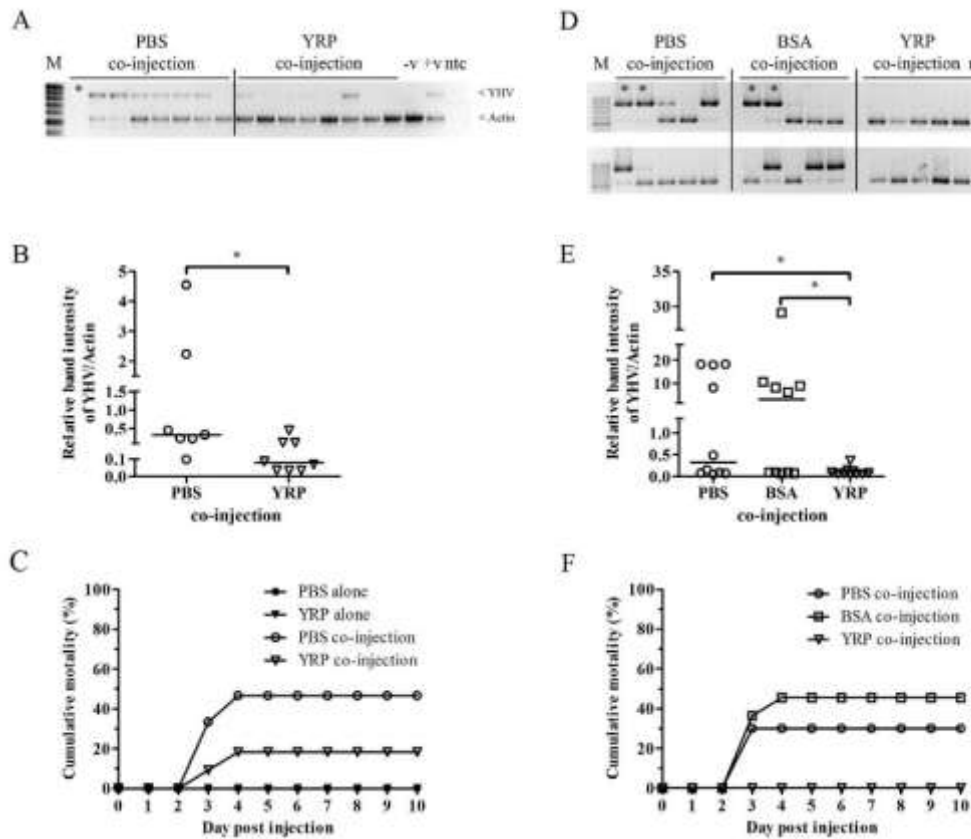 A
PBS
co-injection
YRP
co-injection
M
-v +v ntc
*
< YHV
< Actin
B
Relative band intensity
of YHV/Actin
5
4
3
2
1.5
1.0
0.5
0.1
0.0
*
PBS
YRP
co-injection
C
Cumulative motality (%)
100
80
60
40
20
0
PBS alone
YRP alone
PBS co-injection
YRP co-injection
0 1 2 3 4 5 6 7 8 9 10
Day post injection
D
PBS
co-injection
BSA
co-injection
YRP
co-injection
M
* * * *
E
Relative band intensity
of YHV/Actin
35
30
20
10
1.0
0.5
0.0
*
*
PBS
BSA
YRP
co-injection
F
Cumulative motality (%)
100
80
60
40
20
0
PBS co-injection
BSA co-injection
YRP co-injection
0 1 2 3 4 5 6 7 8 9 10
Day post injection